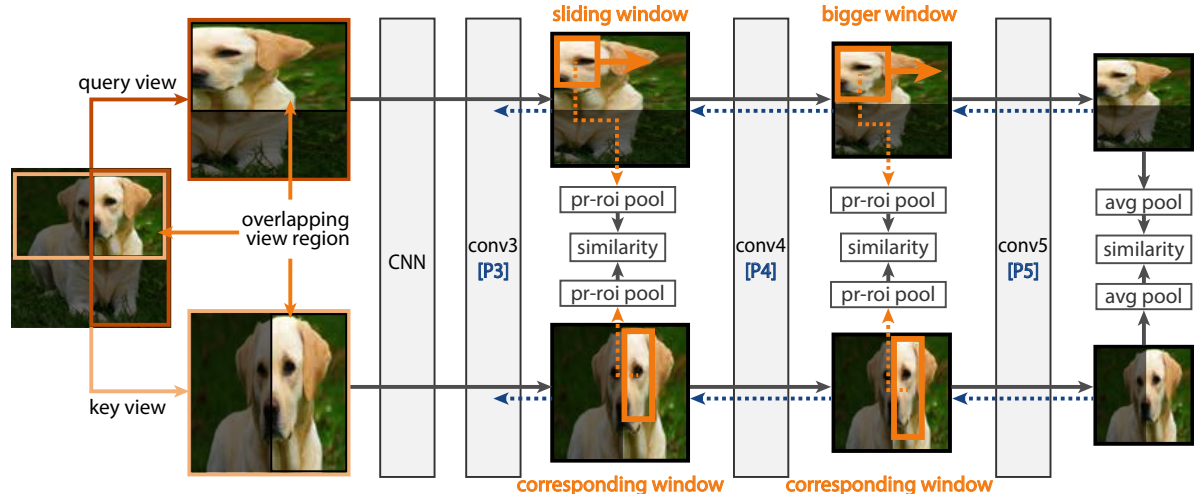 sliding window
bigger window
query view
overlapping
view region
key view
CNN
conv3
[P3]
pr-roi pool
similarity
pr-roi pool
conv4
[P4]
pr-roi pool
similarity
pr-roi pool
conv5
[P5]
avg pool
similarity
avg pool
corresponding window
corresponding window